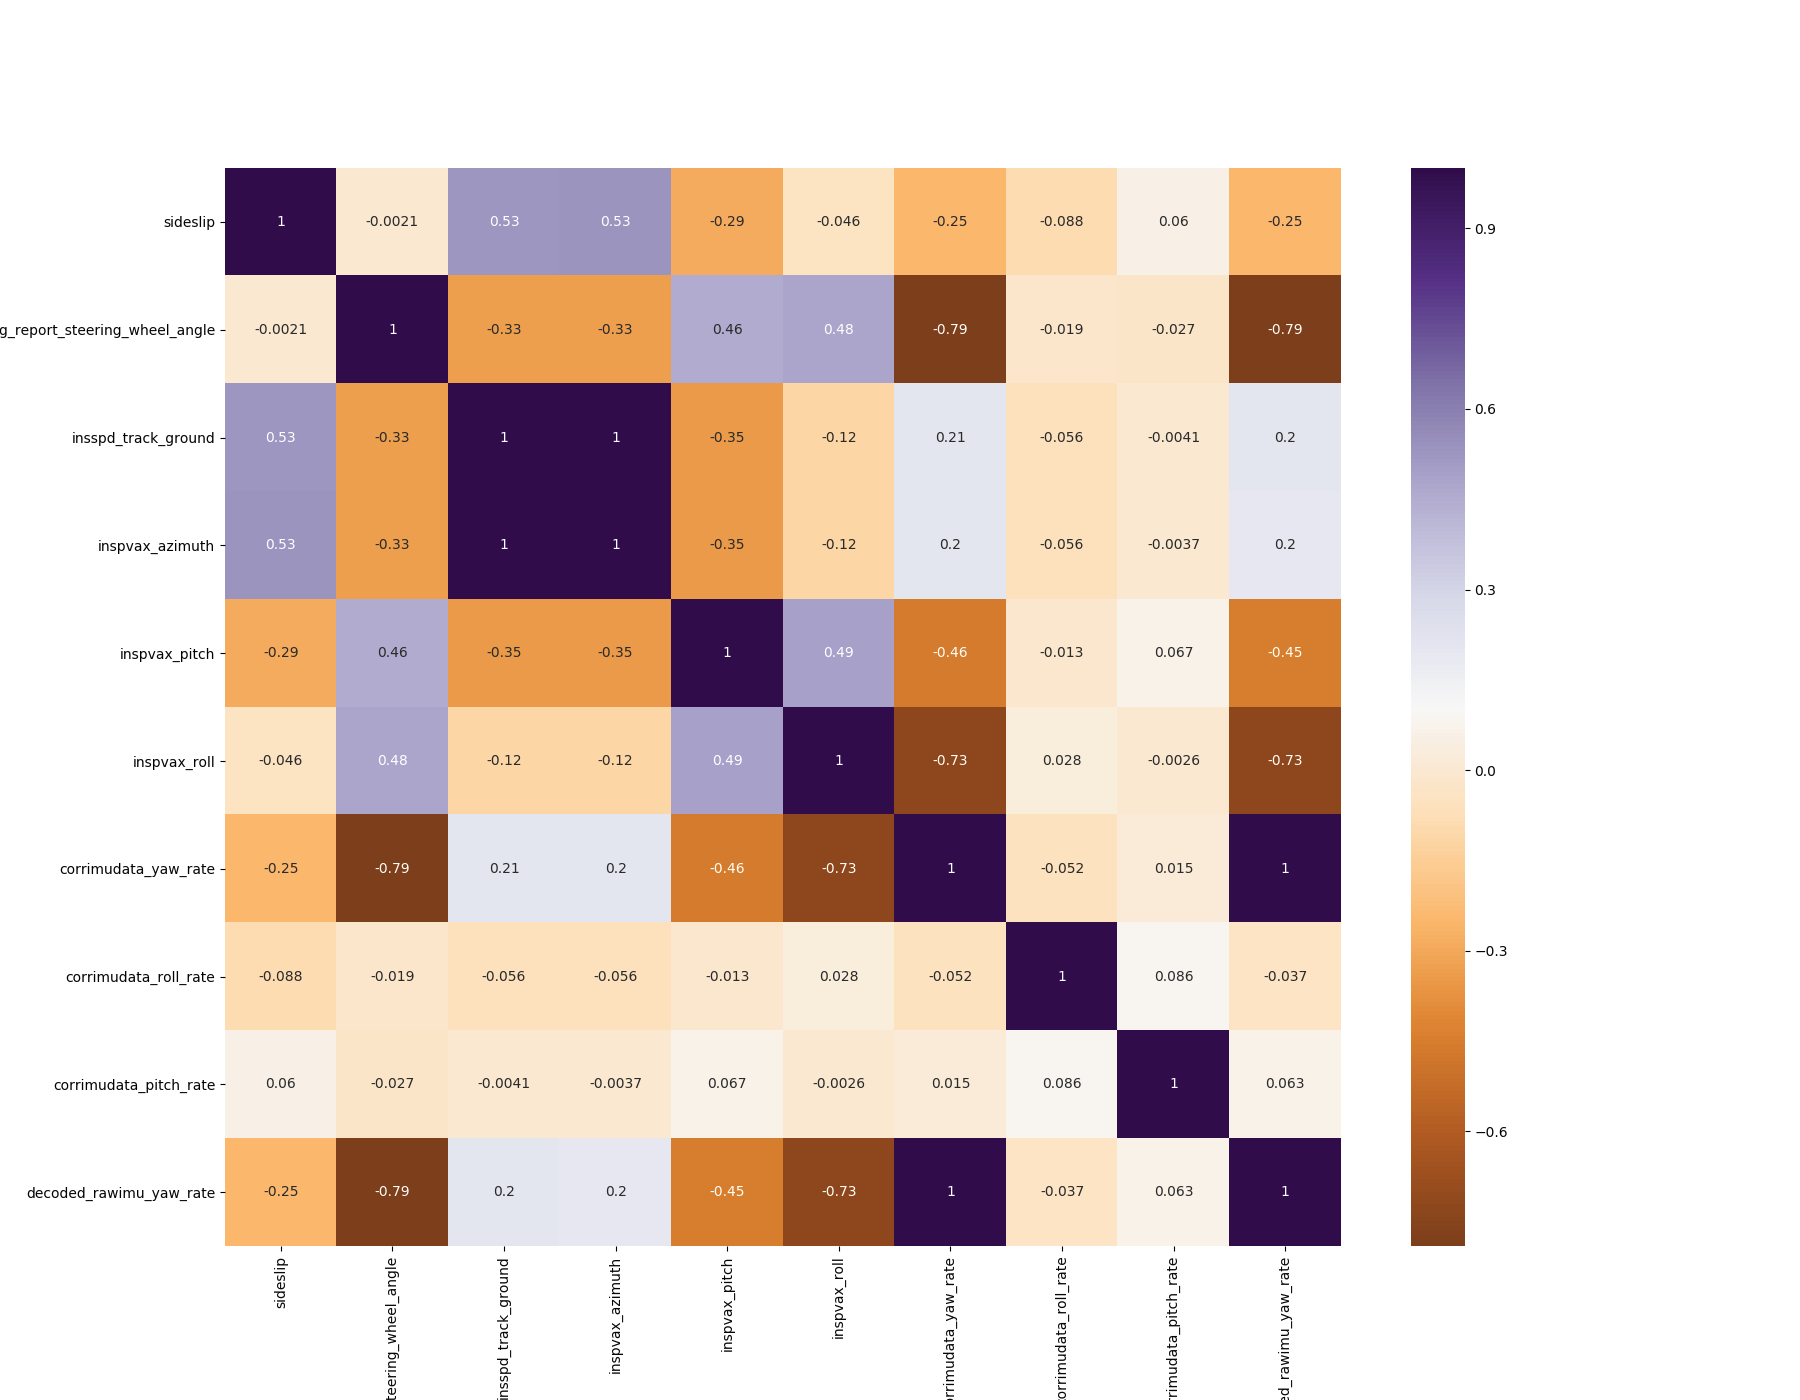 sideslip 1 -0.0021 0.53 0.53 -0.29 -0.046 -0.25 -0.088 0.06 -0.25
g_report_steering_wheel_angle -0.0021 1 -0.33 -0.33 0.46 0.48 -0.79 -0.019 -0.027 -0.79
insspd_track_ground 0.53 -0.33 1 1 -0.35 -0.12 0.21 -0.056 -0.0041 0.2
inspvax_azimuth 0.53 -0.33 1 1 -0.35 -0.12 0.2 -0.056 -0.0037 0.2
inspvax_pitch -0.29 0.46 -0.35 -0.35 1 0.49 -0.46 -0.013 0.067 -0.45
inspvax_roll -0.046 0.48 -0.12 -0.12 0.49 1 -0.73 0.028 -0.0026 -0.73
corrimudata_yaw_rate -0.25 -0.79 0.21 0.2 -0.46 -0.73 1 -0.052 0.015 1
corrimudata_roll_rate -0.088 -0.019 -0.056 -0.056 -0.013 0.028 -0.052 1 0.086 -0.037
corrimudata_pitch_rate 0.06 -0.027 -0.0041 -0.0037 0.067 -0.0026 0.015 0.086 1 0.063
decoded_rawimu_yaw_rate -0.25 -0.79 0.2 0.2 -0.45 -0.73 1 -0.037 0.063 1
sideslip
teering_wheel_angle
insspd_track_ground
inspvax_azimuth
inspvax_pitch
inspvax_roll
orrimudata_yaw_rate
orrimudata_roll_rate
rrimudata_pitch_rate
ed_rawimu_yaw_rate
0.9
0.6
0.3
0.0
−0.3
−0.6